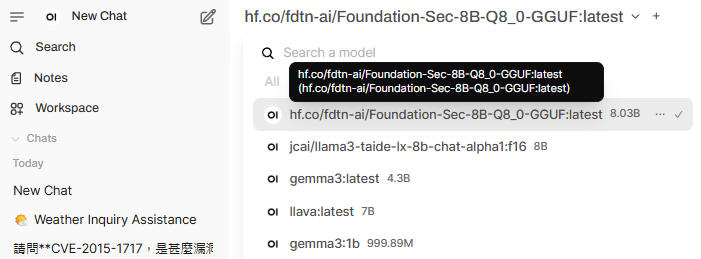 OI New Chat
Search
Notes
Workspace
Chats
Today
New Chat
Weather Inquiry Assistance
請問**CVE-2015-1717，是甚麼漏洞
hf.co/fdtn-ai/Foundation-Sec-8B-Q8_0-GGUF:latest
Search a model
All
hf.co/fdtn-ai/Foundation-Sec-8B-Q8_0-GGUF:latest
(hf.co/fdtn-ai/Foundation-Sec-8B-Q8_0-GGUF:latest)
OI hf.co/fdtn-ai/Foundation-Sec-8B-Q8_0-GGUF:latest 8.03B
OI jcai/llama3-taide-lx-8b-chat-alpha1:f16 8B
OI gemma3:latest 4.3B
OI llava:latest 7B
OI gemma3:1b 999.89M